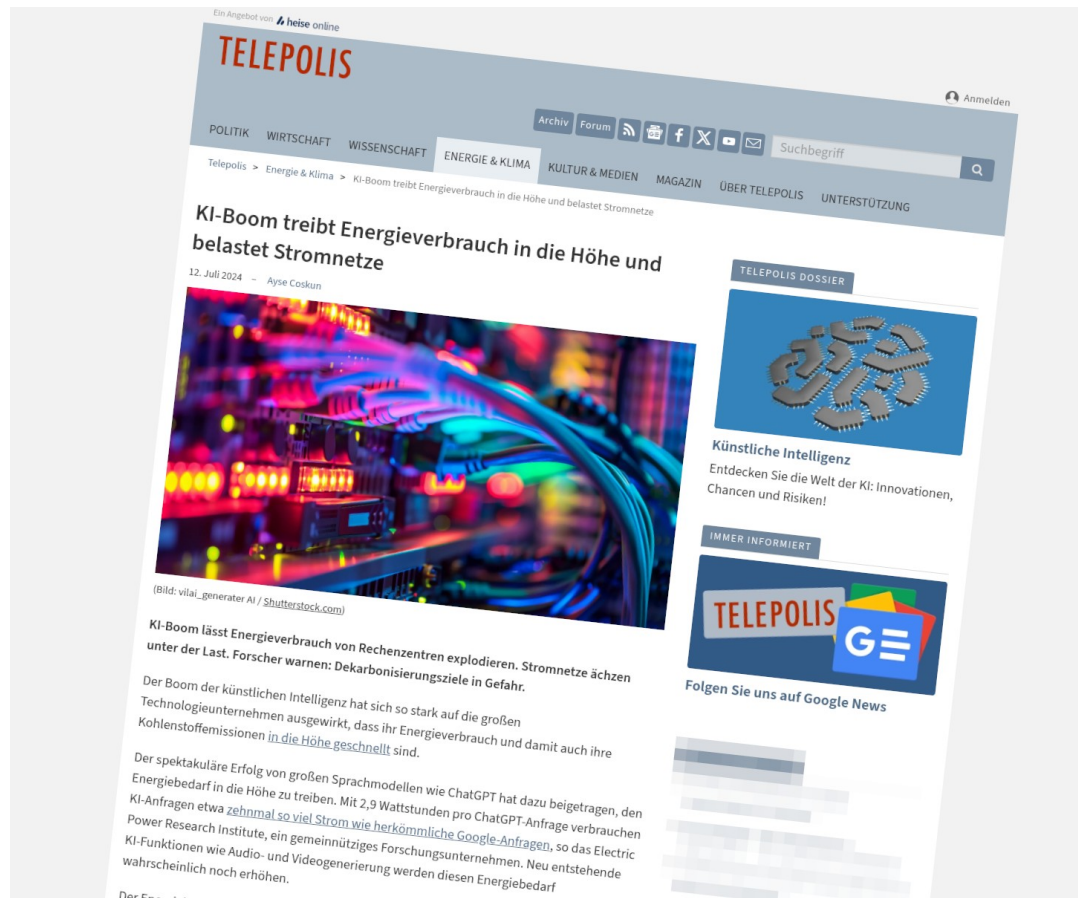 Ein Angebot von heise online
TELEPOLIS
Anmelden
Archiv Forum Suchbegriff
POLITIK WIRTSCHAFT WISSENSCHAFT ENERGIE & KLIMA KULTUR & MEDIEN MAGAZIN ÜBER TELEPOLIS UNTERSTÜTZUNG
Telepolis > Energie & Klima > KI-Boom treibt Energieverbrauch in die Höhe und belastet Stromnetze
KI-Boom treibt Energieverbrauch in die Höhe und
belastet Stromnetze
12. Juli 2024 – Ayse Coskun
(Bild: vilai_generater AI / Shutterstock.com)
KI-Boom lässt Energieverbrauch von Rechenzentren explodieren. Stromnetze ächzen
unter der Last. Forscher warnen: Dekarbonisierungsziele in Gefahr.
Der Boom der künstlichen Intelligenz hat sich so stark auf die großen
Technologieunternehmen ausgewirkt, dass ihr Energieverbrauch und damit auch ihre
Kohlenstoffemissionen in die Höhe geschnellt sind.
Der spektakuläre Erfolg von großen Sprachmodellen wie ChatGPT hat dazu beigetragen, den
Energiebedarf in die Höhe zu treiben. Mit 2,9 Wattstunden pro ChatGPT-Anfrage verbrauchen
KI-Anfragen etwa zehnmal so viel Strom wie herkömmliche Google-Anfragen, so das Electric
Power Research Institute, ein gemeinnütziges Forschungsunternehmen. Neu entstehende
KI-Funktionen wie Audio- und Videogenerierung werden diesen Energiebedarf
wahrscheinlich noch erhöhen.
TELEPOLIS DOSSIER
Künstliche Intelligenz
Entdecken Sie die Welt der KI: Innovationen,
Chancen und Risiken!
IMMER INFORMIERT
TELEPOLIS
Folgen Sie uns auf Google News